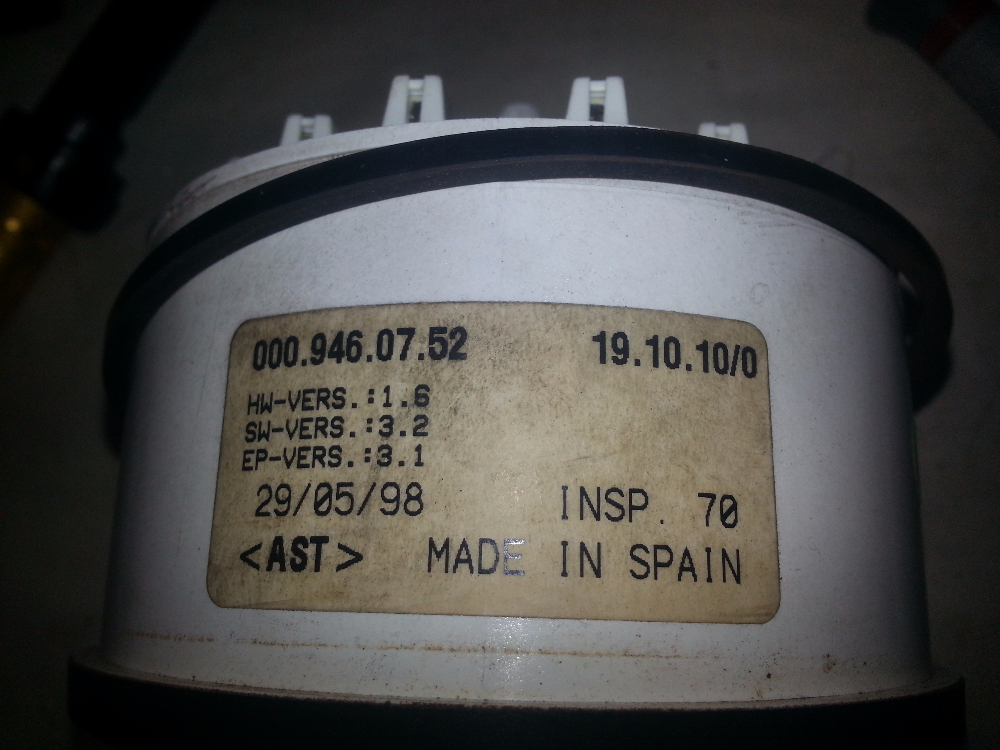 000.946.07.52 19.10.10/0
HW-VERS.:1.6
SW-VERS.:3.2
EP-VERS.:3.1
29/05/98 INSP. 70
<AST> MADE IN SPAIN